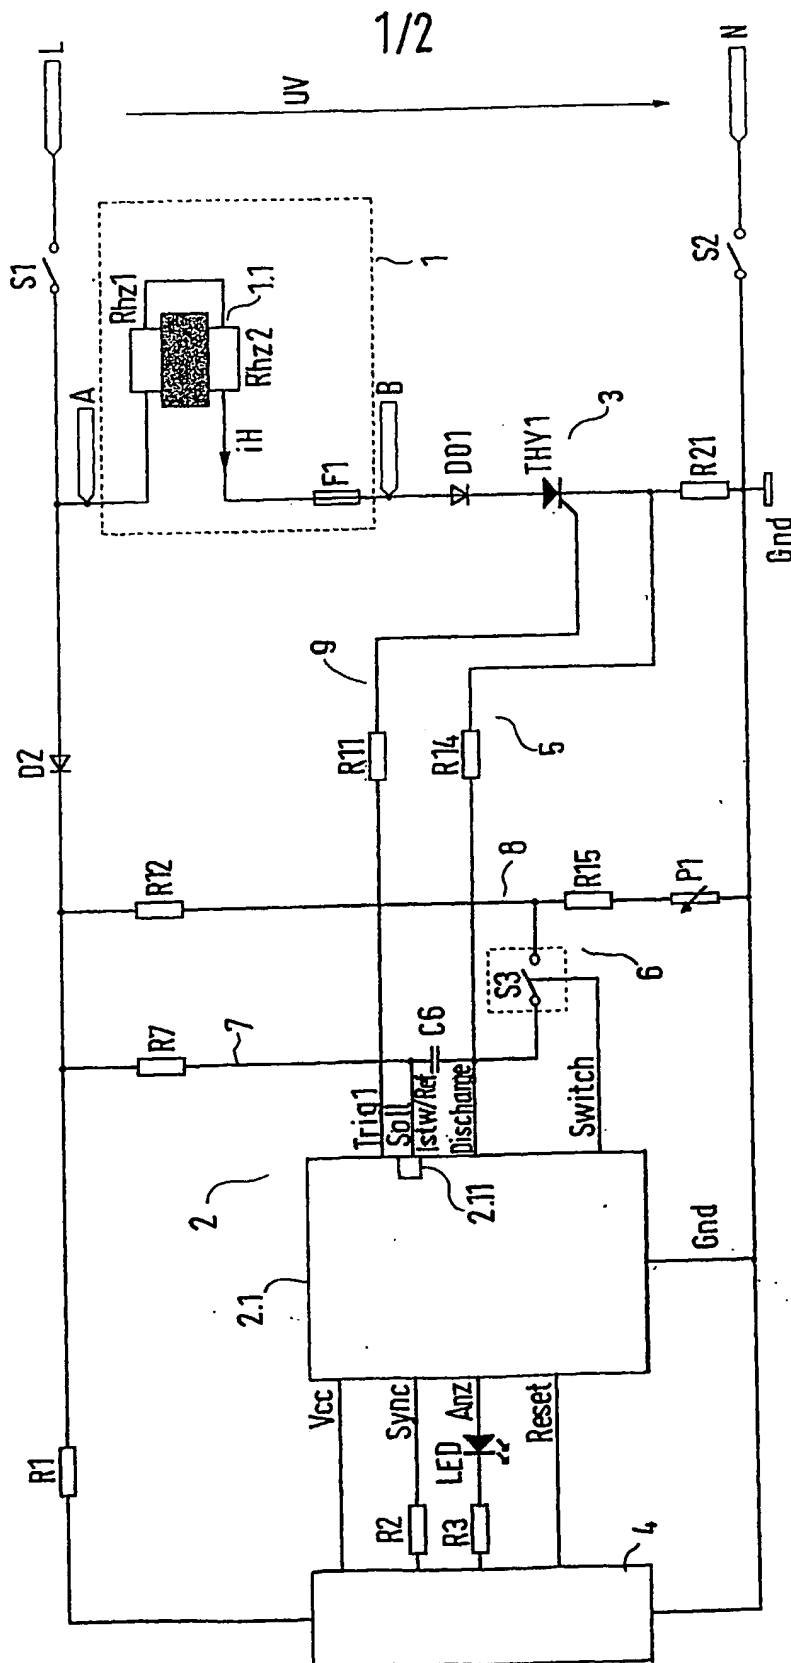 1/2
L
UV
N
S1
S2
Rhz1
1.1
Rhz2
1
A
iH
F1
B
D01
THY1
3
R21
Gnd
9
D2
R11
R14
5
R12
8
R15
P1
R7
7
C6
S3
6
Trig1
Soll
Istw/Ref
Discharge
Switch
2
2.11
2.1
Gnd
Vcc
Sync
Anz
Reset
LED
R1
R2
R3
4